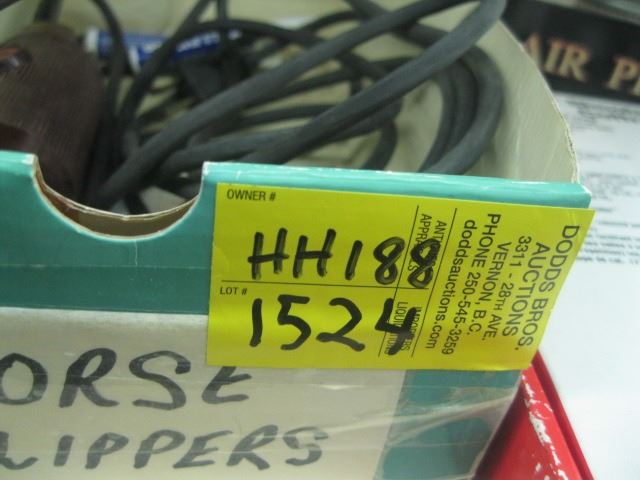 AIR P
OWNER #
HH188
LOT #
1524
DODDS BROS.
AUCTIONS
3311 - 28TH AVE.
VERNON, B.C.
PHONE 250-545-3259
doddsauctions.com
ORSE
LIPPERS